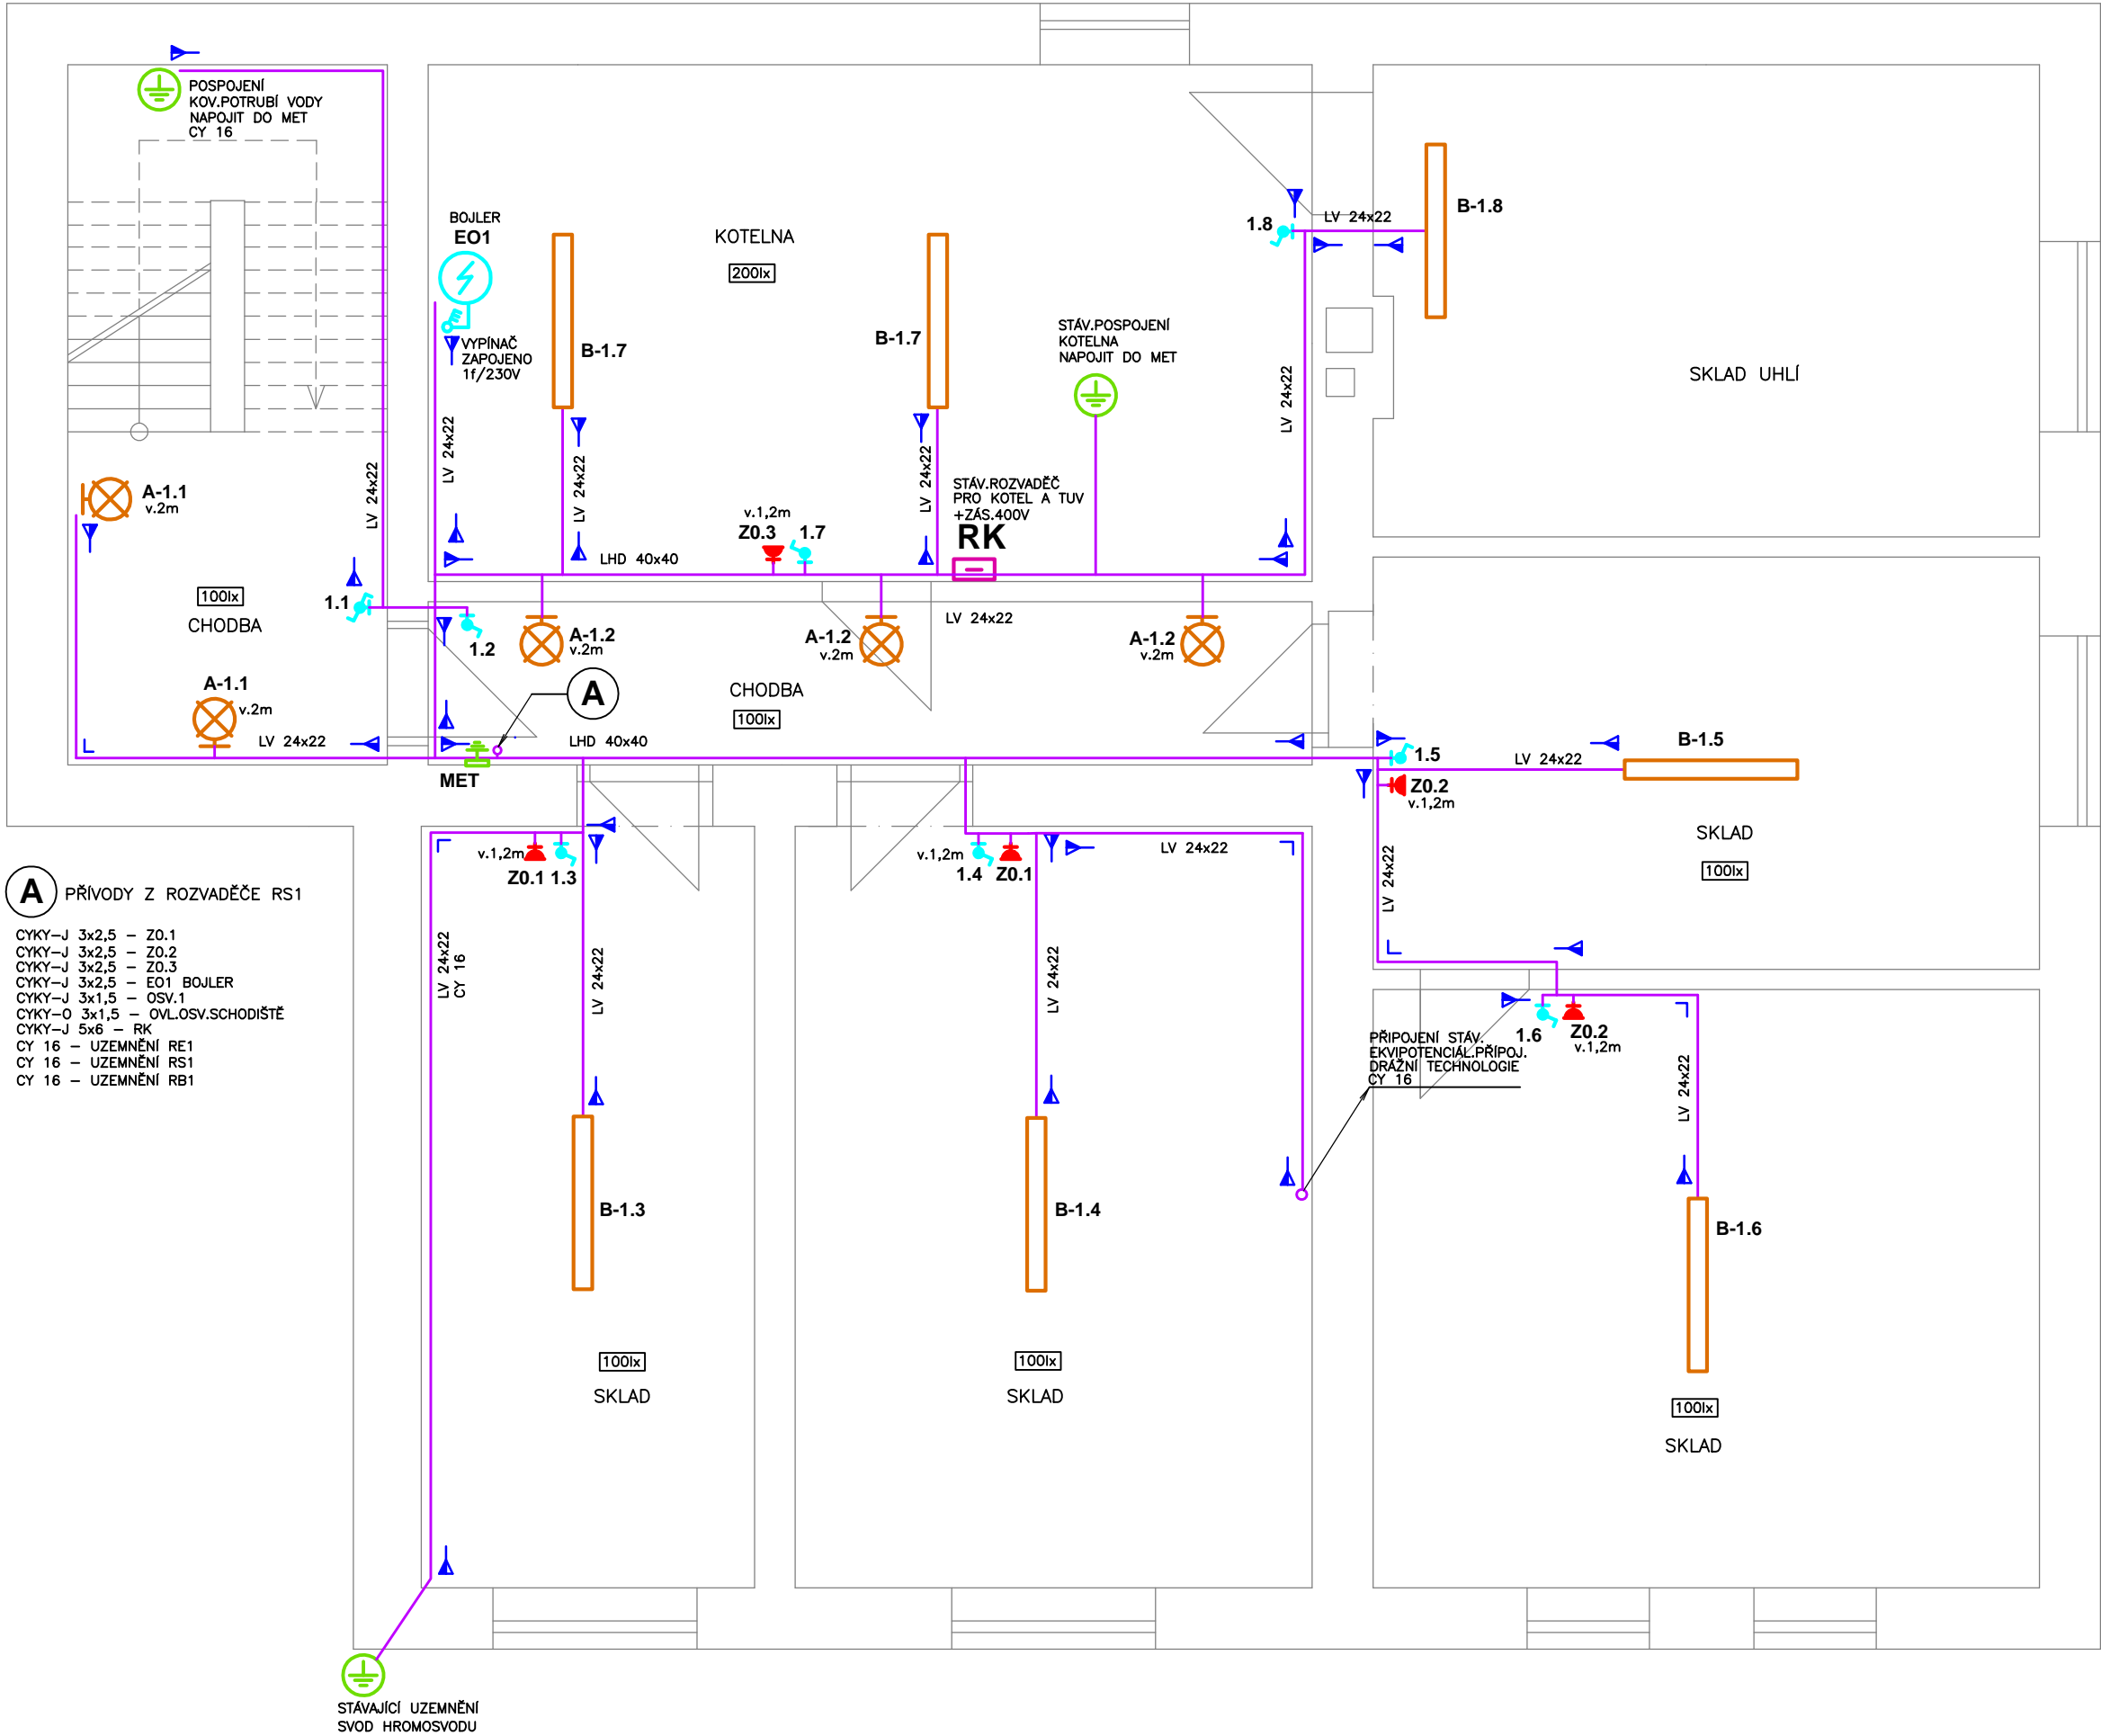 POSPOJENÍ
KOV.POTRUBÍ VODY
NAPOJIT DO MET
CY 16
BOJLER
EO1
VYPÍNAČ
ZAPOJENO
1f/230V
LV 24x22
B-1.7
LV 24x22
KOTELNA
200lx
B-1.7
LV 24x22
STÁV.POSPOJENÍ
KOTELNA
NAPOJIT DO MET
STÁV.ROZVADĚČ
PRO KOTEL A TUV
+ZÁS.400V
RK
v.1,2m
Z0.3
1.7
LHD 40x40
1.8
LV 24x22
LV 24x22
B-1.8
SKLAD UHLÍ
A-1.1
v.2m
LV 24x22
100lx
CHODBA
1.1
A-1.1
v.2m
LV 24x22
1.2
A-1.2
v.2m
A-1.2
v.2m
LV 24x22
A-1.2
v.2m
A
CHODBA
100lx
LHD 40x40
MET
1.5
Z0.2
v.1,2m
LV 24x22
B-1.5
SKLAD
100lx
LV 24x22
A
PŘÍVODY Z ROZVADĚČE RS1
CYKY-J 3x2,5 – Z0.1
CYKY-J 3x2,5 – Z0.2
CYKY-J 3x2,5 – Z0.3
CYKY-J 3x2,5 – EO1 BOJLER
CYKY-J 3x1,5 – OSV.1
CYKY-O 3x1,5 – OVL.OSV.SCHODIŠTĚ
CYKY-J 5x6 – RK
CY 16 – UZEMNĚNÍ RE1
CY 16 – UZEMNĚNÍ RS1
CY 16 – UZEMNĚNÍ RB1
v.1,2m
Z0.1
1.3
LV 24x22
CY 16
LV 24x22
B-1.3
100lx
SKLAD
v.1,2m
1.4
Z0.1
LV 24x22
LV 24x22
B-1.4
100lx
SKLAD
PŘIPOJENÍ STÁV.
EKVIPOTENCIÁL.PŘÍPOJ.
DRÁŽNÍ TECHNOLOGIE
CY 16
1.6
Z0.2
v.1,2m
LV 24x22
B-1.6
100lx
SKLAD
STÁVAJÍCÍ UZEMNĚNÍ
SVOD HROMOSVODU